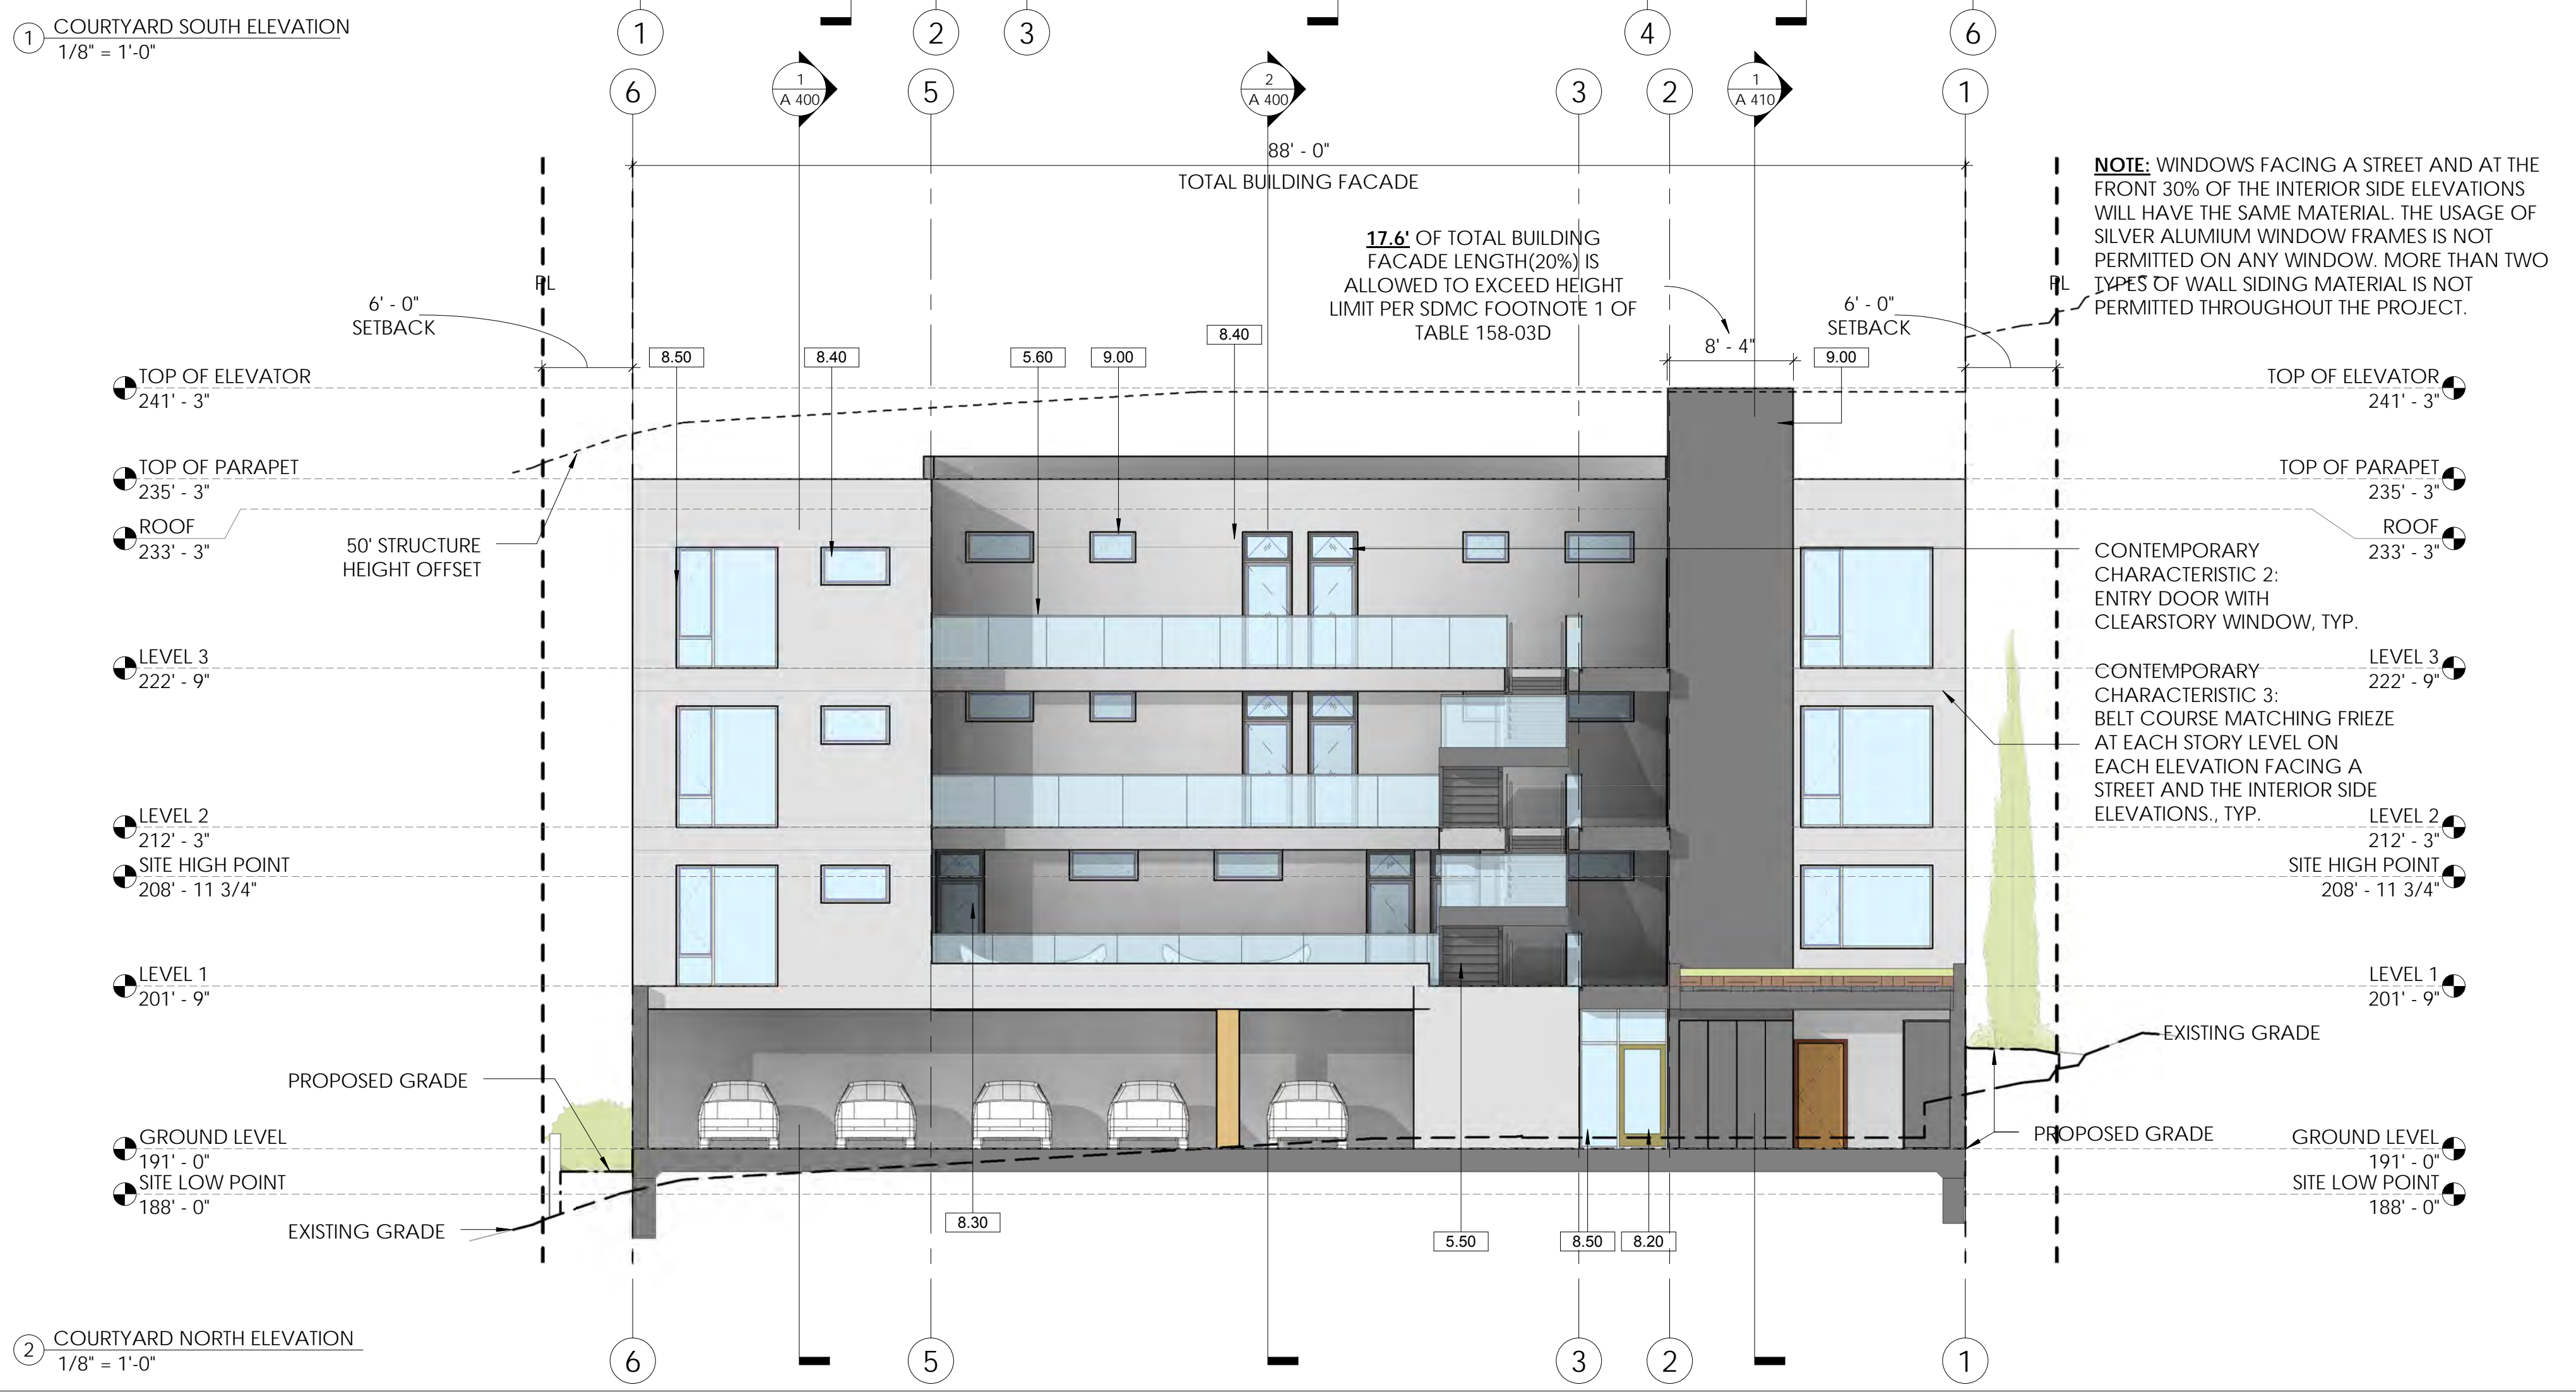 1 COURTYARD SOUTH ELEVATION
1/8" = 1'-0"
1 2 3 4 6
6 5 3 2 1
1
A 400
2
A 400
1
A 410
88' - 0"
TOTAL BUILDING FACADE
NOTE: WINDOWS FACING A STREET AND AT THE
FRONT 30% OF THE INTERIOR SIDE ELEVATIONS
WILL HAVE THE SAME MATERIAL. THE USAGE OF
SILVER ALUMIUM WINDOW FRAMES IS NOT
PERMITTED ON ANY WINDOW. MORE THAN TWO
TYPES OF WALL SIDING MATERIAL IS NOT
PERMITTED THROUGHOUT THE PROJECT.
17.6' OF TOTAL BUILDING
FACADE LENGTH(20%) IS
ALLOWED TO EXCEED HEIGHT
LIMIT PER SDMC FOOTNOTE 1 OF
TABLE 158-03D
PL
PL
6' - 0"
SETBACK
6' - 0"
SETBACK
8' - 4"
8.50
8.40
5.60
9.00
8.40
9.00
TOP OF ELEVATOR
241' - 3"
TOP OF PARAPET
235' - 3"
ROOF
233' - 3"
50' STRUCTURE
HEIGHT OFFSET
LEVEL 3
222' - 9"
LEVEL 2
212' - 3"
SITE HIGH POINT
208' - 11 3/4"
LEVEL 1
201' - 9"
PROPOSED GRADE
GROUND LEVEL
191' - 0"
SITE LOW POINT
188' - 0"
EXISTING GRADE
TOP OF ELEVATOR
241' - 3"
TOP OF PARAPET
235' - 3"
ROOF
233' - 3"
CONTEMPORARY
CHARACTERISTIC 2:
ENTRY DOOR WITH
CLEARSTORY WINDOW, TYP.
LEVEL 3
222' - 9"
CONTEMPORARY
CHARACTERISTIC 3:
BELT COURSE MATCHING FRIEZE
AT EACH STORY LEVEL ON
EACH ELEVATION FACING A
STREET AND THE INTERIOR SIDE
ELEVATIONS., TYP.
LEVEL 2
212' - 3"
SITE HIGH POINT
208' - 11 3/4"
LEVEL 1
201' - 9"
EXISTING GRADE
PROPOSED GRADE
GROUND LEVEL
191' - 0"
SITE LOW POINT
188' - 0"
8.30
5.50
8.50
8.20
2 COURTYARD NORTH ELEVATION
1/8" = 1'-0"
6 5 3 2 1